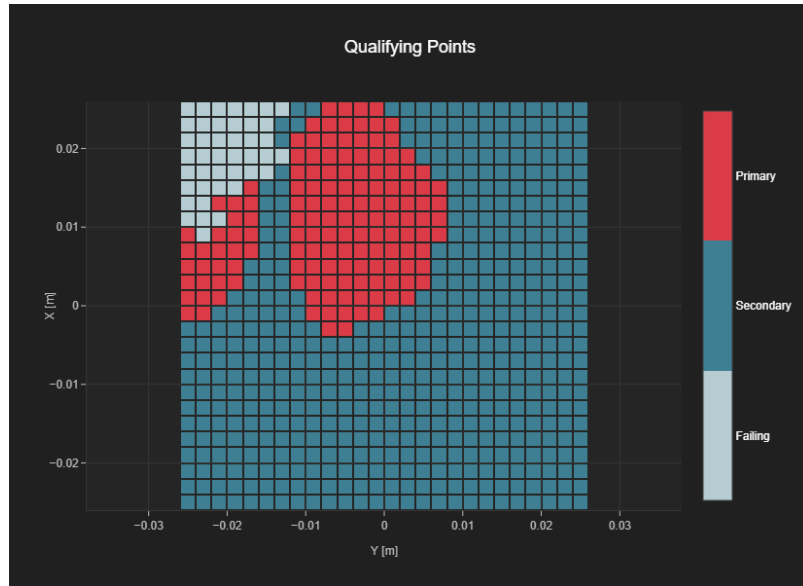 Qualifying Points
0.02
0.01
0
−0.01
−0.02
X [m]
−0.03
−0.02
−0.01
0
0.01
0.02
0.03
Y [m]
Primary
Secondary
Failing